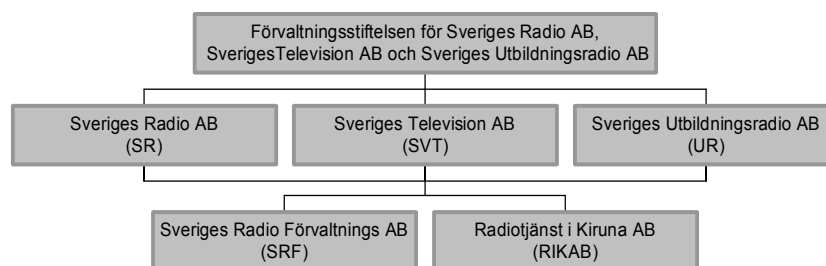 Förvaltningsstiftelsen för Sveriges Radio AB,
SverigesTelevision AB och Sveriges Utbildningsradio AB
Sveriges Radio AB
(SR)
Sveriges Television AB
(SVT)
Sveriges Utbildningsradio AB
(UR)
Sveriges Radio Förvaltnings AB
(SRF)
Radiotjänst i Kiruna AB
(RIKAB)